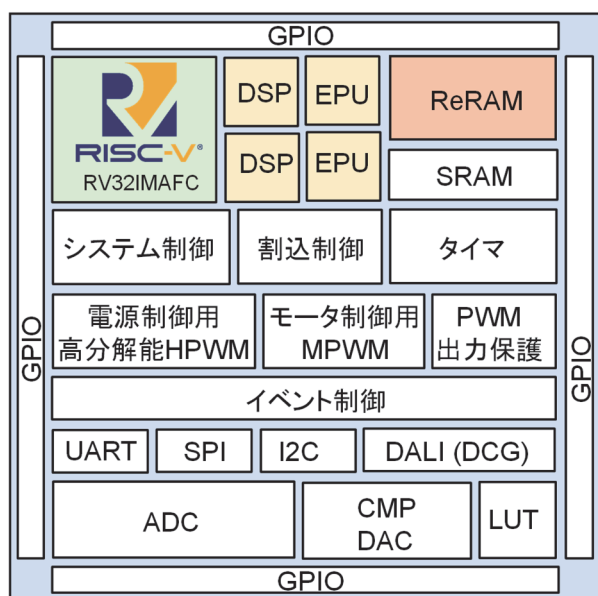 GPIO
RISC-V®
RV32IMAFC
DSP
EPU
DSP
EPU
ReRAM
SRAM
システム制御
割込制御
タイマ
GPIO
電源制御用
高分解能HPWM
モータ制御用
MPWM
PWM
出力保護
GPIO
イベント制御
UART
SPI
I2C
DALI (DCG)
ADC
CMP
DAC
LUT
GPIO